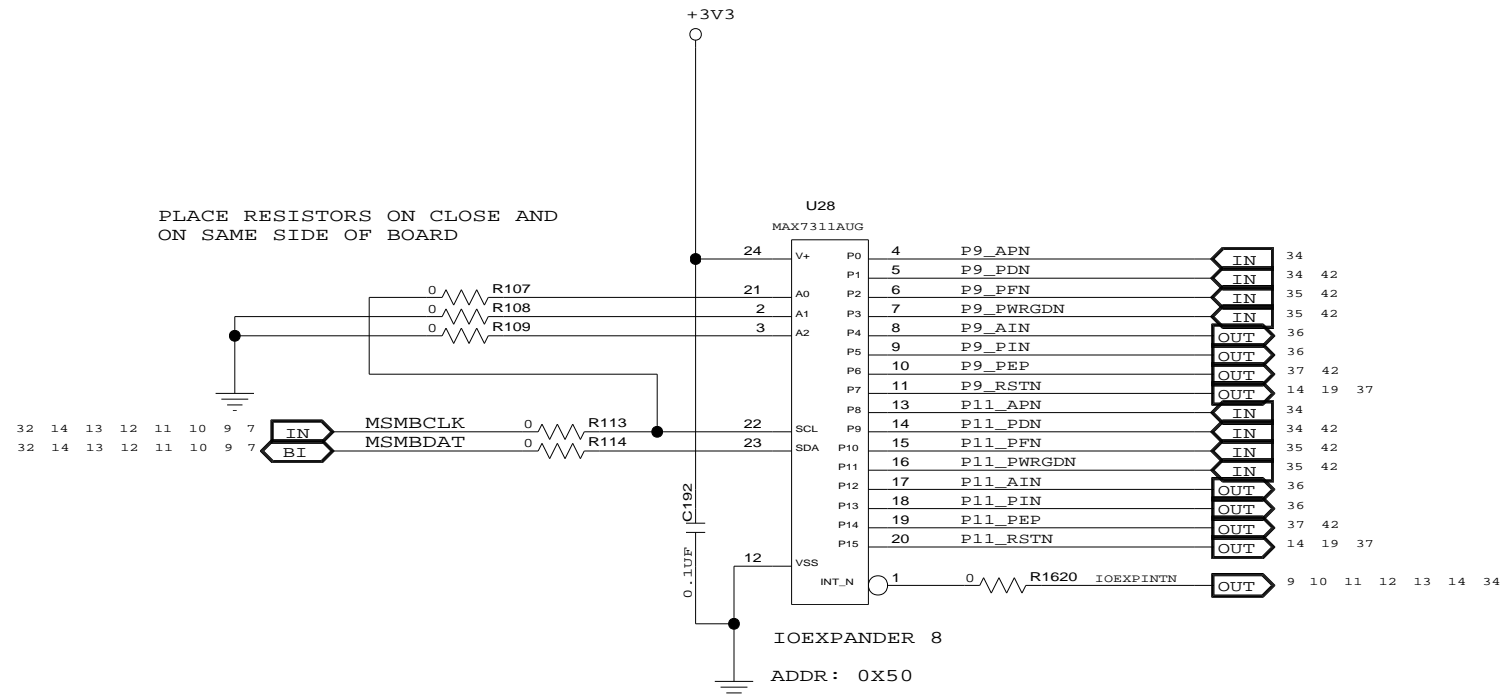 +3V3
PLACE RESISTORS ON CLOSE AND
ON SAME SIDE OF BOARD
U28
MAX7311AUG
24 V+ P0 4 P9_APN IN 34
P1 5 P9_PDN IN 34 42
0 R107 21 A0 P2 6 P9_PFN IN 35 42
0 R108 2 A1 P3 7 P9_PWRGDN IN 35 42
0 R109 3 A2 P4 8 P9_AIN OUT 36
P5 9 P9_PIN OUT 36
P6 10 P9_PEP OUT 37 42
P7 11 P9_RSTN OUT 14 19 37
P8 13 P11_APN IN 34
32 14 13 12 11 10 9 7 IN MSMBCLK 0 R113 22 SCL P9 14 P11_PDN IN 34 42
32 14 13 12 11 10 9 7 BI MSMBDAT 0 R114 23 SDA P10 15 P11_PFN IN 35 42
P11 16 P11_PWRGDN IN 35 42
P12 17 P11_AIN OUT 36
P13 18 P11_PIN OUT 36
C192 P14 19 P11_PEP OUT 37 42
P15 20 P11_RSTN OUT 14 19 37
0.1UF 12 VSS
INT_N 1 0 R1620 IOEXPINTN OUT 9 10 11 12 13 14 34
IOEXPANDER 8
ADDR: 0X50